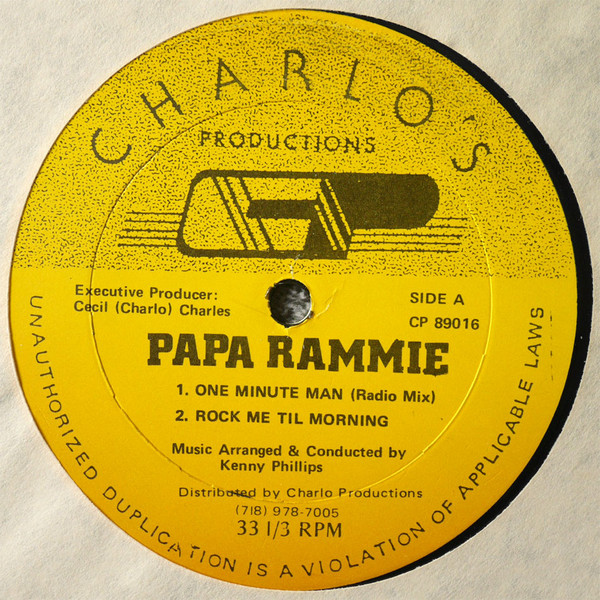 CHARLO'S
PRODUCTIONS
Executive Producer:
Cecil (Charlo) Charles
SIDE A
CP 89016
PAPA RAMMIE
1. ONE MINUTE MAN (Radio Mix)
2. ROCK ME TIL MORNING
Music Arranged & Conducted by
Kenny Phillips
Distributed by Charlo Productions
(718) 978-7005
33 1/3 RPM
UNAUTHORIZED DUPLICATION IS A VIOLATION OF APPLICABLE LAWS